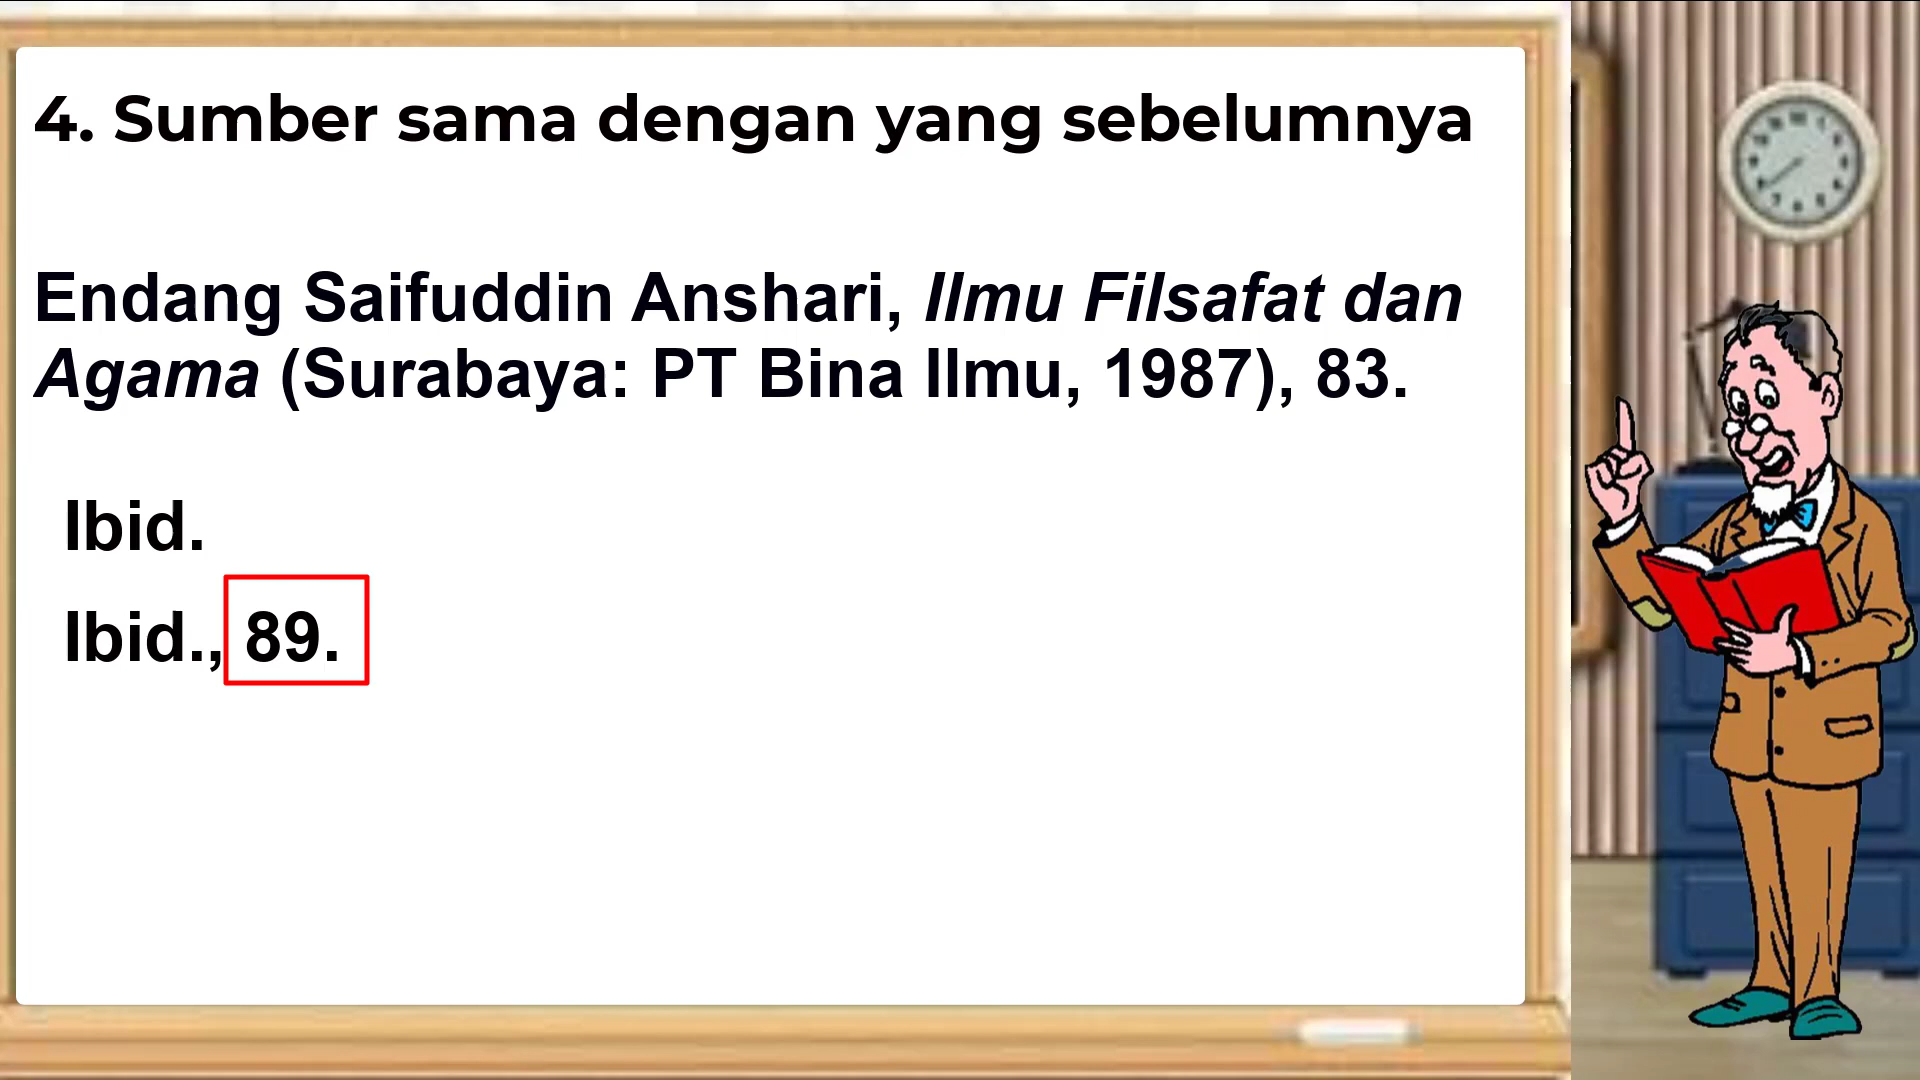 4. Sumber sama dengan yang sebelumnya
Endang Saifuddin Anshari, Ilmu Filsafat dan
Agama (Surabaya: PT Bina Ilmu, 1987), 83.
Ibid.
Ibid., 89.